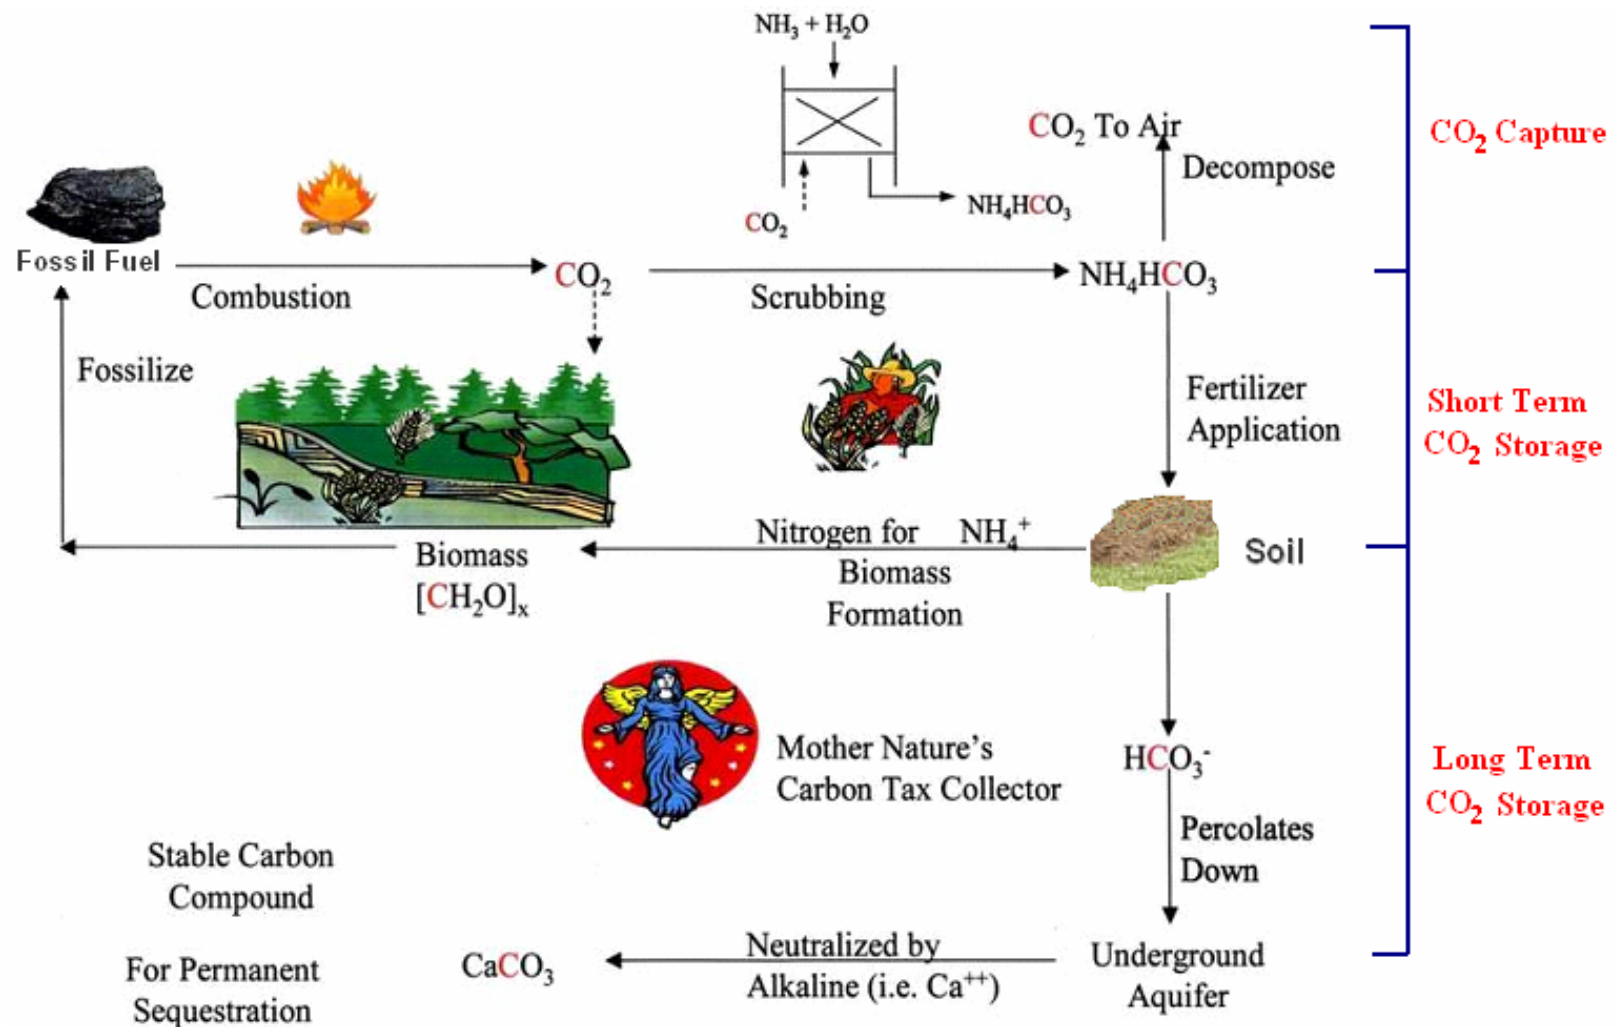 NH₃ + H₂O
CO₂ To Air
Decompose
CO₂
NH₄HCO₃
CO₂ Capture
Fossil Fuel
Combustion
CO₂
Scrubbing
NH₄HCO₃
Fossilize
Fertilizer
Application
Short Term
CO₂ Storage
Nitrogen for NH₄⁺
Biomass
Formation
Soil
Biomass
[CH₂O]ₓ
Mother Nature's
Carbon Tax Collector
HCO₃⁻
Percolates
Down
Long Term
CO₂ Storage
Stable Carbon
Compound
For Permanent
Sequestration
CaCO₃
Neutralized by
Alkaline (i.e. Ca⁺⁺)
Underground
Aquifer